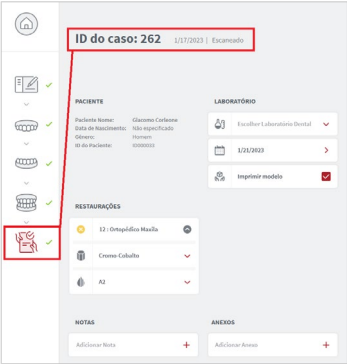 ID do caso: 262 1/17/2023 | Escaneado
PACIENTE
Paciente Nome: Giacomo Corleone
Data de Nascimento: Não especificado
Gênero: Homem
ID do Paciente:
LABORATÓRIO
Escolher Laboratório Dental
1/21/2023
Imprimir modelo
RESTAURAÇÕES
12 : Ortopédico Maxila
Cromo-Cobalto
A2
NOTAS
Adicionar Nota
ANEXOS
Adicionar Anexo